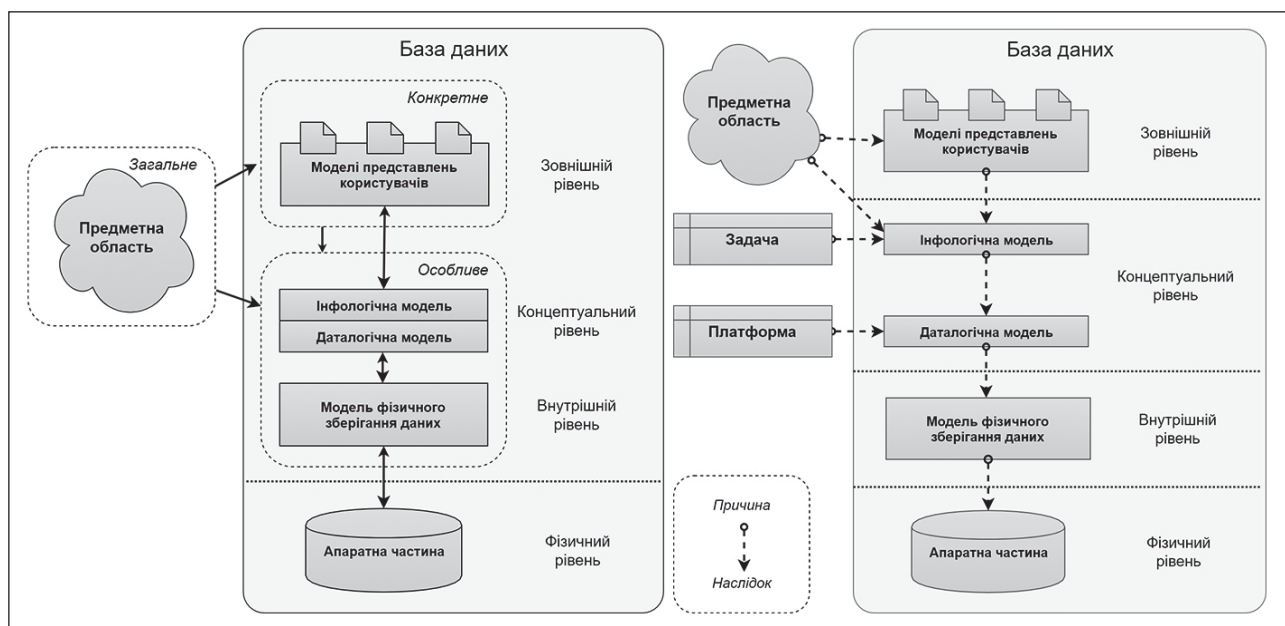 База даних
Конкретне
Моделі представлень
користувачів
Зовнішній
рівень
Загальне
Предметна
область
Особливе
Інфологічна модель
Даталогічна модель
Концептуальний
рівень
Модель фізичного
зберігання даних
Внутрішній
рівень
Апаратна частина
Фізичний
рівень
База даних
Предметна
область
Моделі представлень
користувачів
Зовнішній
рівень
Задача
Інфологічна модель
Концептуальний
рівень
Платформа
Даталогічна модель
Модель фізичного
зберігання даних
Внутрішній
рівень
Причина
Наслідок
Апаратна частина
Фізичний
рівень